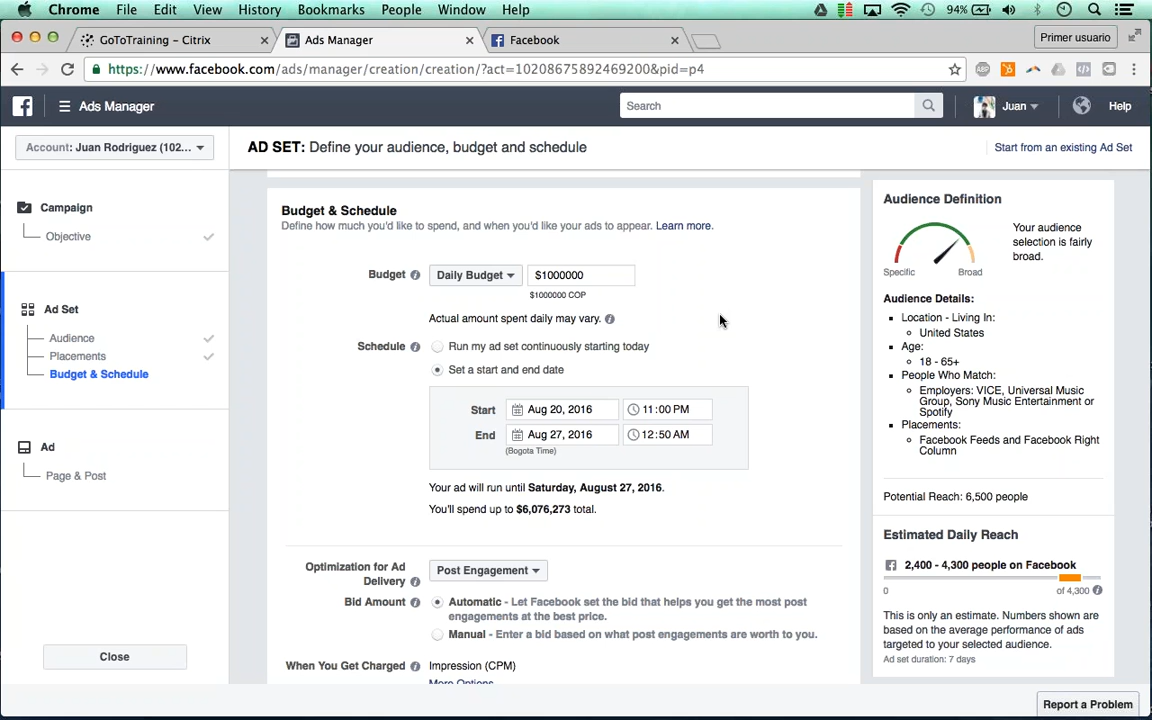 Chrome File Edit View History Bookmarks People Window Help 94%
GoToTraining - Citrix × Ads Manager × Facebook × Primer usuario
https://www.facebook.com/ads/manager/creation/creation/?act=10208675892469200&pid=p4
Ads Manager Search Juan Help
Account: Juan Rodriguez (102...
AD SET: Define your audience, budget and schedule
Start from an existing Ad Set
Campaign
Objective
Ad Set
Audience
Placements
Budget & Schedule
Ad
Page & Post
Close
Budget & Schedule
Define how much you'd like to spend, and when you'd like your ads to appear. Learn more.
Budget Daily Budget $1000000
$1000000 COP
Actual amount spent daily may vary.
Schedule Run my ad set continuously starting today
Set a start and end date
Start Aug 20, 2016 11:00 PM
End Aug 27, 2016 12:50 AM
(Bogota Time)
Your ad will run until Saturday, August 27, 2016.
You'll spend up to $6,076,273 total.
Optimization for Ad
Delivery
Post Engagement
Bid Amount Automatic - Let Facebook set the bid that helps you get the most post
engagements at the best price.
Manual - Enter a bid based on what post engagements are worth to you.
When You Get Charged Impression (CPM)
More Options
Audience Definition
Specific Broad
Your audience
selection is fairly
broad.
Audience Details:
Location - Living In:
United States
Age:
18 - 65+
People Who Match:
Employers: VICE, Universal Music
Group, Sony Music Entertainment or
Spotify
Placements:
Facebook Feeds and Facebook Right
Column
Potential Reach: 6,500 people
Estimated Daily Reach
2,400 - 4,300 people on Facebook
0 of 4,300
This is only an estimate. Numbers shown are
based on the average performance of ads
targeted to your selected audience.
Ad set duration: 7 days
Report a Problem